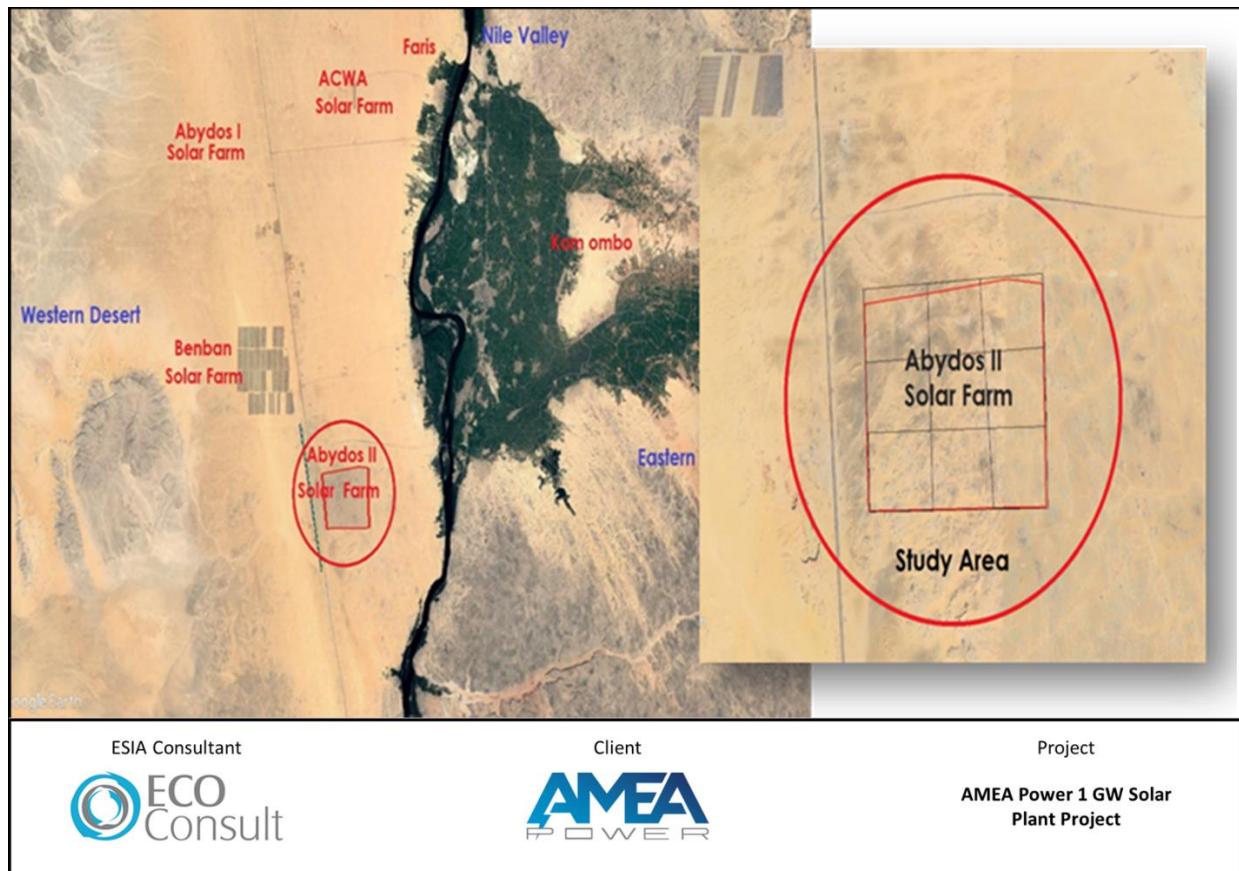 Faris
Nile Valley
ACWA
Solar Farm
Abydos I
Solar Farm
Kom ombo
Western Desert
Benban
Solar Farm
Eastern
Abydos II
Solar Farm
Abydos II
Solar Farm
Study Area
oogle Earth
ESIA Consultant
ECO
Consult
Client
AMEA
POWER
Project
AMEA Power 1 GW Solar
Plant Project